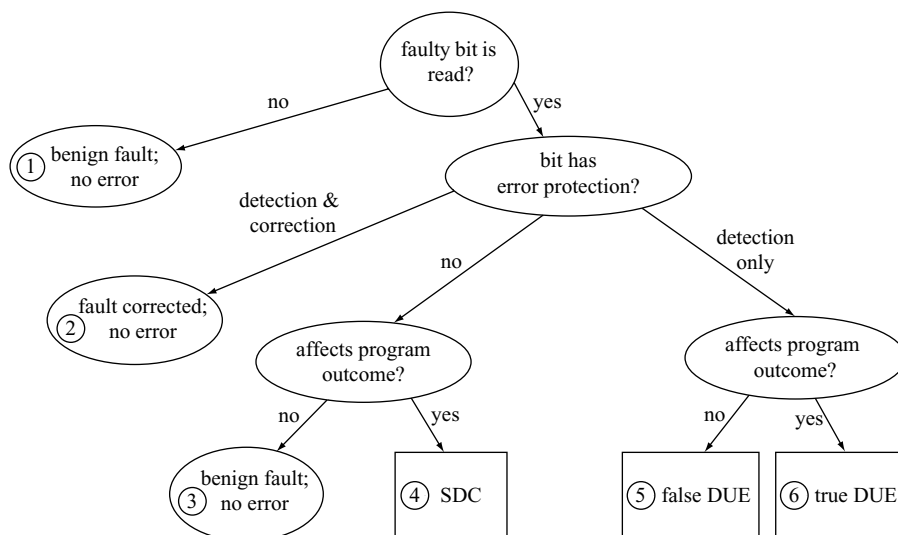 faulty bit is
read?
no
yes
1
benign fault;
no error
bit has
error protection?
detection &
correction
no
detection
only
2
fault corrected;
no error
affects program
outcome?
affects program
outcome?
no
yes
no
yes
3
benign fault;
no error
4 SDC
5 false DUE
6 true DUE